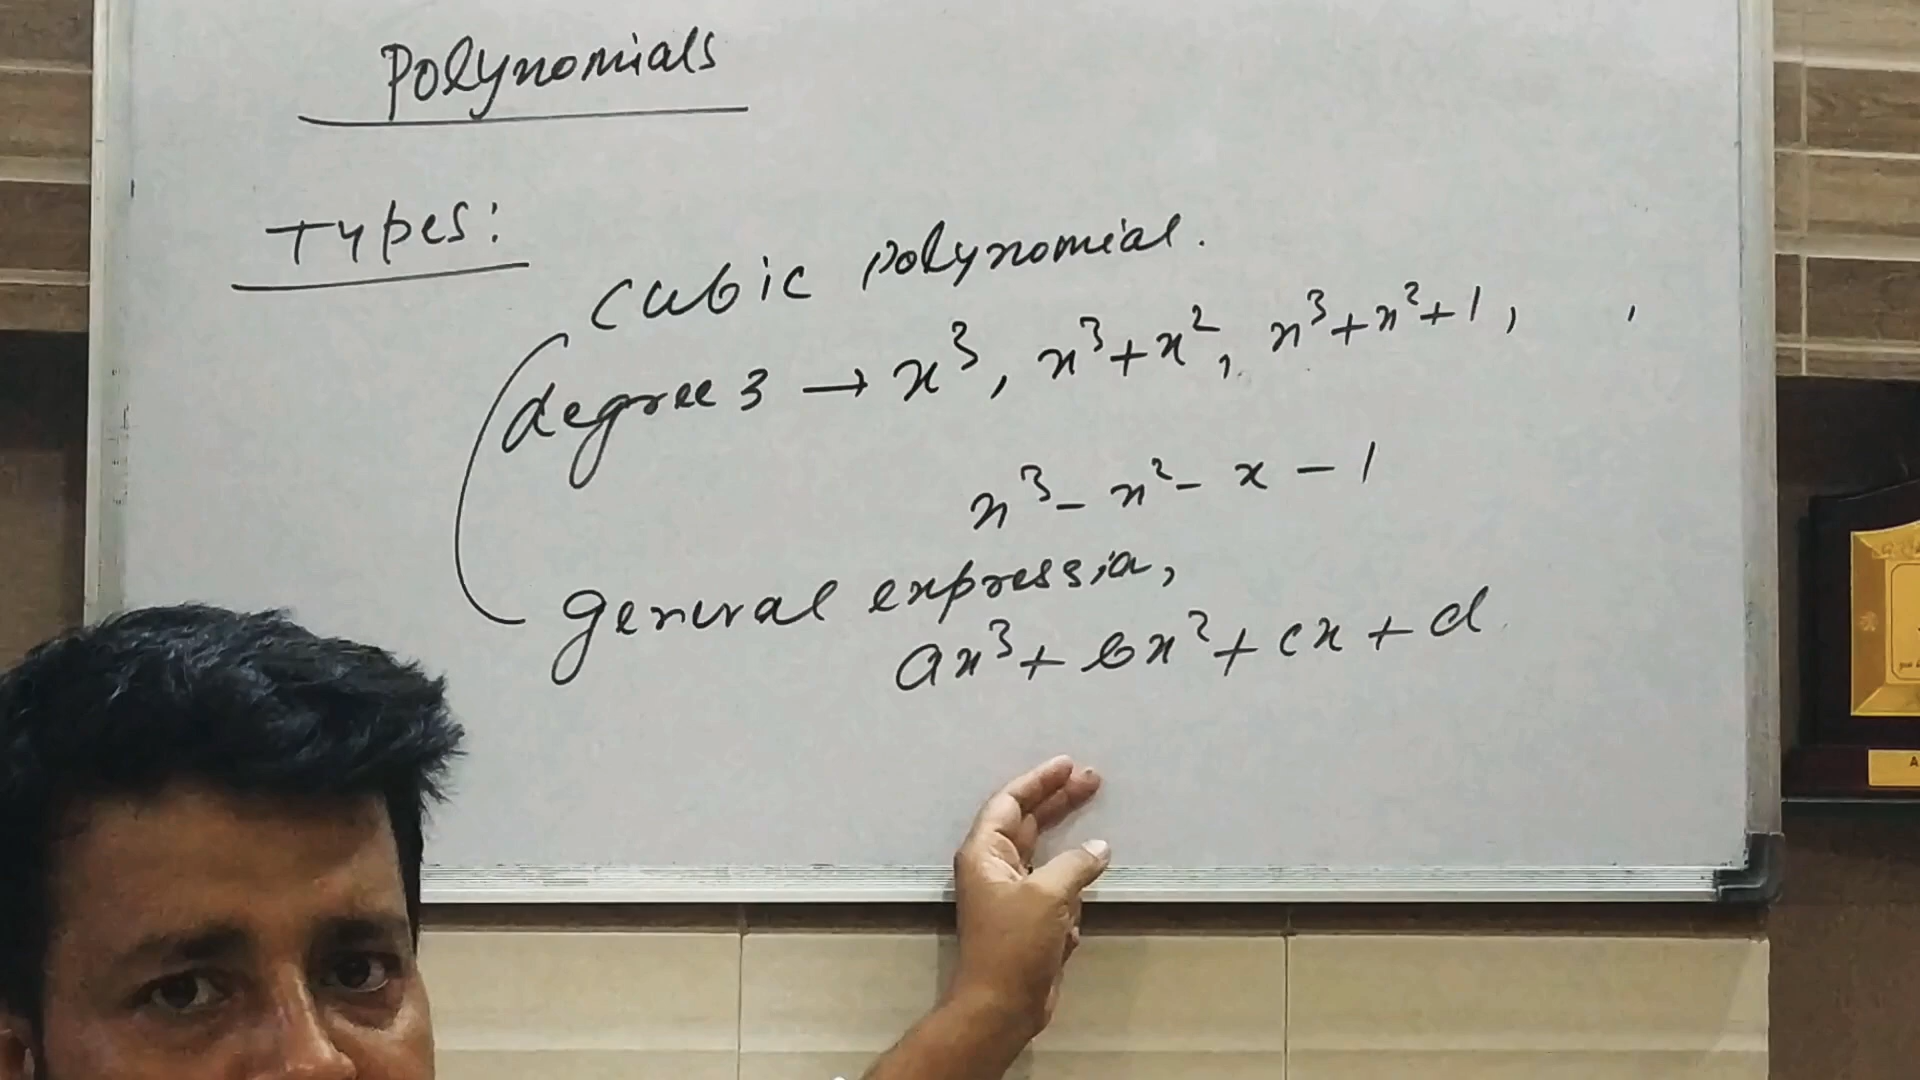 Polynomials
Types:
cubic polynomial.
degree 3 → x³, x³+x², x³+x²+1, ,
x³-x²-x-1
general expression,
ax³+bx²+cx+d